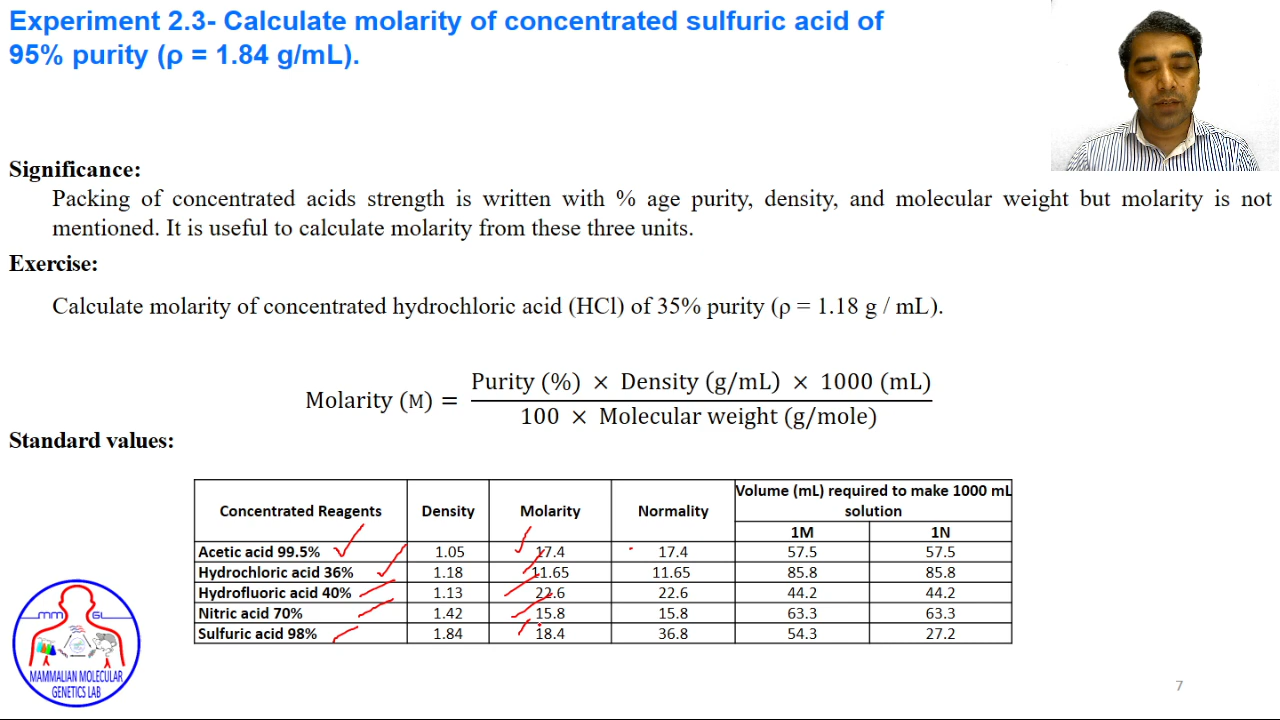 Experiment 2.3- Calculate molarity of concentrated sulfuric acid of
95% purity (ρ = 1.84 g/mL).
Significance:
Packing of concentrated acids strength is written with % age purity, density, and molecular weight but molarity is not
mentioned. It is useful to calculate molarity from these three units.
Exercise:
Calculate molarity of concentrated hydrochloric acid (HCl) of 35% purity (ρ = 1.18 g / mL).
Purity (%) × Density (g/mL) × 1000 (mL)
Molarity (M) =
100 × Molecular weight (g/mole)
Standard values:
Concentrated Reagents Density Molarity Normality Volume (mL) required to make 1000 mL
solution
1M 1N
Acetic acid 99.5% 1.05 17.4 17.4 57.5 57.5
Hydrochloric acid 36% 1.18 11.65 11.65 85.8 85.8
Hydrofluoric acid 40% 1.13 22.6 22.6 44.2 44.2
Nitric acid 70% 1.42 15.8 15.8 63.3 63.3
Sulfuric acid 98% 1.84 18.4 36.8 54.3 27.2
MM GL
MAMMALIAN MOLECULAR
GENETICS LAB
7